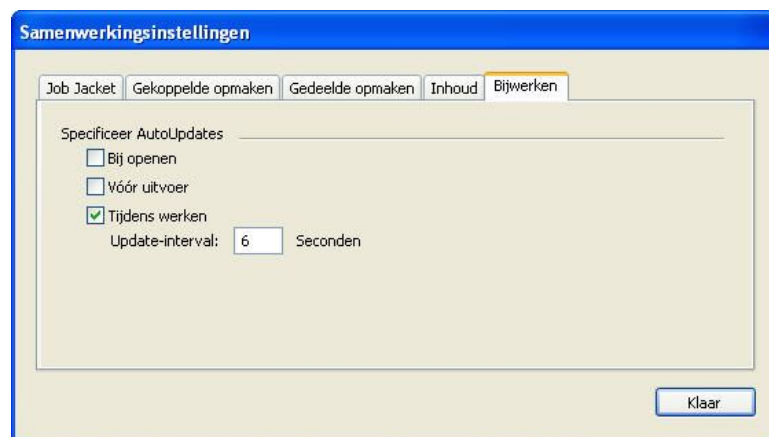 Samenwerkingsinstellingen
Job Jacket Gekoppelde opmaken Gedeelde opmaken Inhoud Bijwerken
Specificeer AutoUpdates
Bij openen
Vóór uitvoer
Tijdens werken
Update-interval: 6 Seconden
Klaar